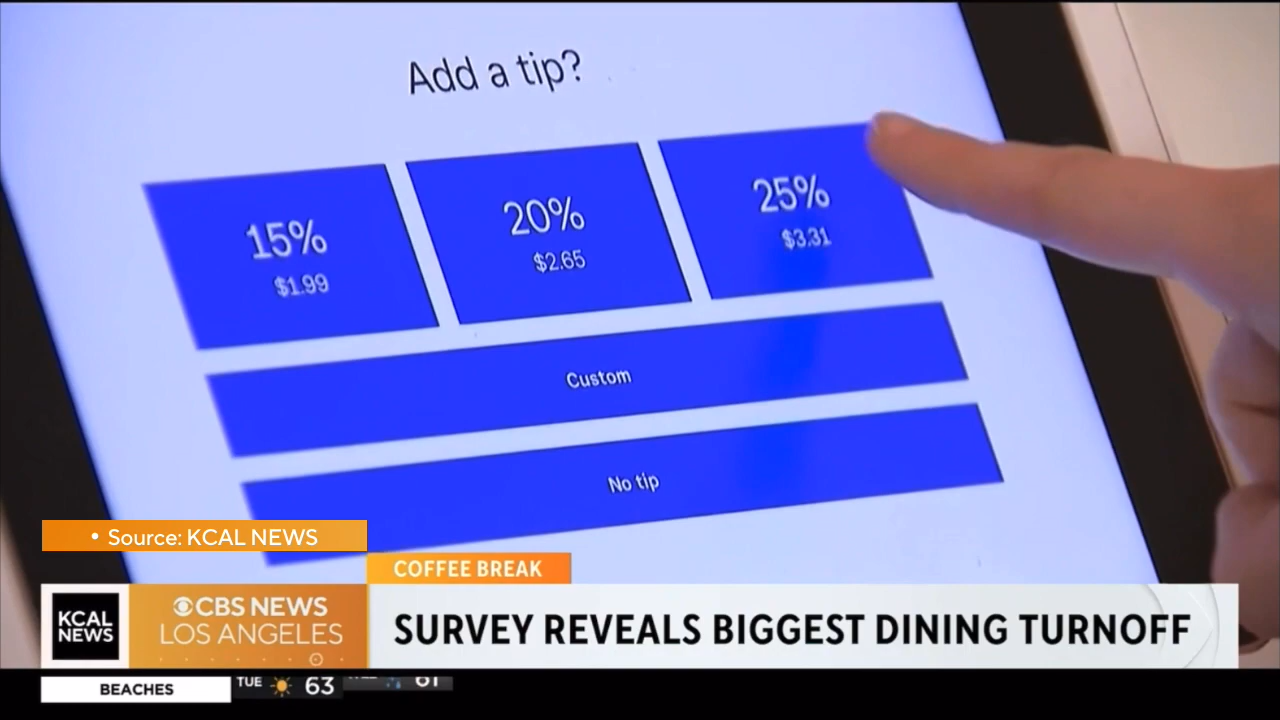 Add a tip?
15%
$1.99
20%
$2.65
25%
$3.31
Custom
No tip
• Source: KCAL NEWS
COFFEE BREAK
KCAL
NEWS
CBS NEWS
LOS ANGELES
SURVEY REVEALS BIGGEST DINING TURNOFF
BEACHES
TUE
63
61